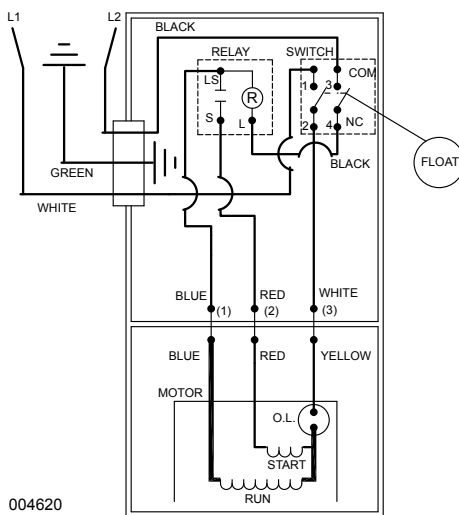 L1
L2
BLACK
RELAY
SWITCH
COM
LS
R
1
3
S
L
2
4
NC
BLACK
FLOAT
GREEN
WHITE
BLUE
RED
WHITE
(1)
(2)
(3)
BLUE
RED
YELLOW
MOTOR
O.L.
START
RUN
004620